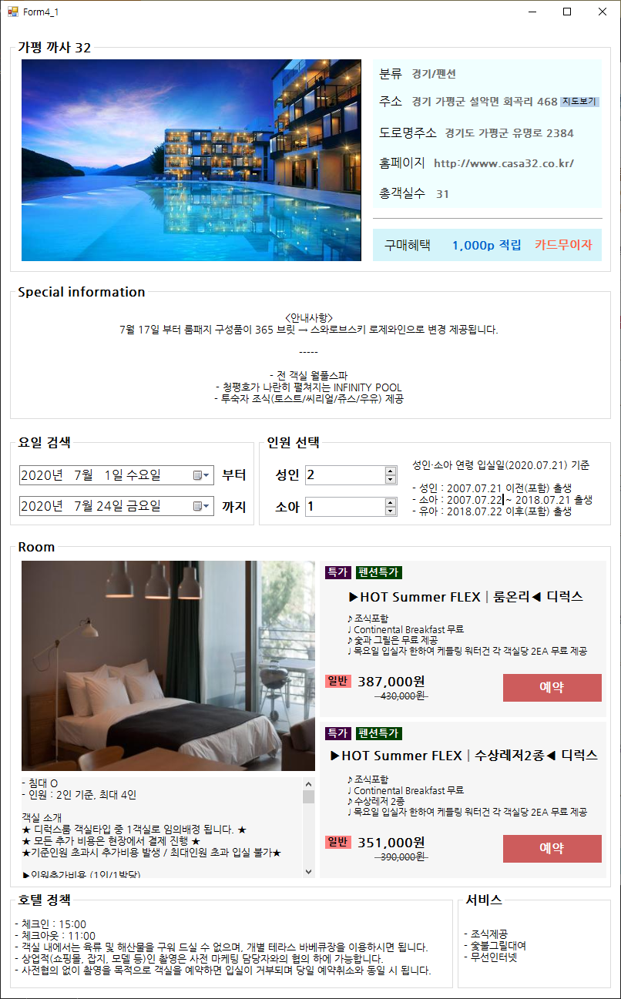 Form4_1
가평 까사 32
분류 경기/펜션
주소 경기 가평군 설악면 회곡리 468 지도보기
도로명주소 경기도 가평군 유명로 2384
홈페이지 http://www.casa32.co.kr/
총객실수 31
구매혜택 1,000p 적립 카드무이자
Special information
<안내사항>
7월 17일 부터 룸패지 구성품이 365 브릿 → 스와로브스키 로제와인으로 변경 제공됩니다.
-----
- 전 객실 월풀스파
- 청평호가 나란히 펼쳐지는 INFINITY POOL
- 투숙자 조식(토스트/씨리얼/쥬스/우유) 제공
요일 검색
2020년 7월 1일 수요일 부터
2020년 7월 24일 금요일 까지
인원 선택
성인 2
소아 1
성인·소아 연령 입실일(2020.07.21) 기준
- 성인 : 2007.07.21 이전(포함) 출생
- 소아 : 2007.07.22 ~ 2018.07.21 출생
- 유아 : 2018.07.22 이후(포함) 출생
Room
- 침대 O
- 인원 : 2인 기준, 최대 4인
객실 소개
★ 디럭스룸 객실타입 중 1객실로 임의배정 됩니다. ★
★ 모든 추가 비용은 현장에서 결제 진행 ★
★기준인원 초과시 추가비용 발생 / 최대인원 초과 입실 불가★
▶인원추가비용 (1인/1박당)
특가 펜션특가
▶HOT Summer FLEX│룸온리◀ 디럭스
♪ 조식포함
♩ Continental Breakfast 무료
♪ 숯과 그릴은 무료 제공
♩ 목요일 입실자 한하여 케들링 워터건 각 객실당 2EA 무료 제공
일반 387,000원
430,000원
예약
특가 펜션특가
▶HOT Summer FLEX│수상레저2종◀ 디럭스
♪ 조식포함
♩ Continental Breakfast 무료
♪ 수상레저 2종
♩ 목요일 입실자 한하여 케들링 워터건 각 객실당 2EA 무료 제공
일반 351,000원
390,000원
예약
호텔 정책
- 체크인 : 15:00
- 체크아웃 : 11:00
- 객실 내에서는 육류 및 해산물을 구워 드실 수 없으며, 개별 테라스 바베큐장을 이용하시면 됩니다.
- 상업적(쇼핑몰, 잡지, 모델 등)인 촬영은 사전 마케팅 담당자와의 협의 하에 가능합니다.
- 사전협의 없이 촬영을 목적으로 객실을 예약하면 입실이 거부되며 당일 예약취소와 동일 시 됩니다.
서비스
- 조식제공
- 숯불그릴대여
- 무선인터넷